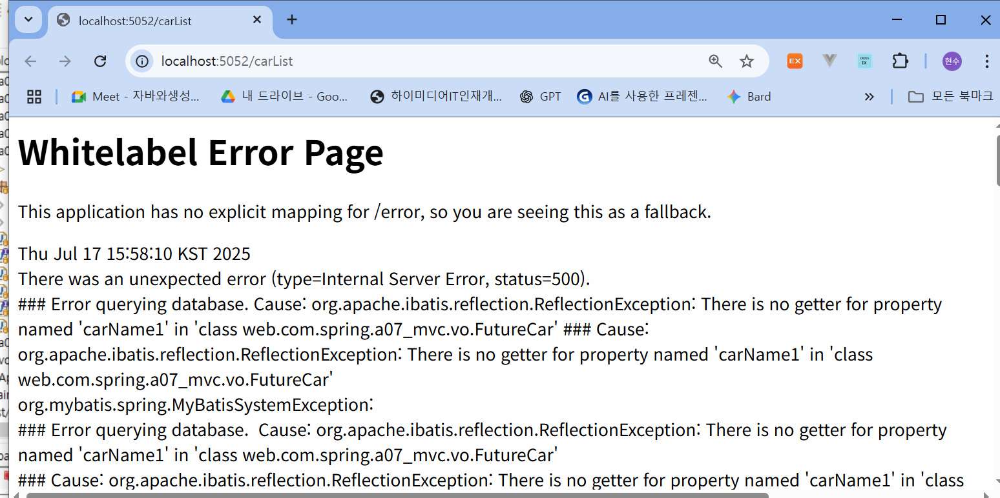 localhost:5052/carList
localhost:5052/carList
EX
CROSS
EX
현수
Meet - 자바와생성...
내 드라이브 - Goo...
하이미디어IT인재개...
GPT
AI를 사용한 프레젠...
Bard
모든 북마크
Whitelabel Error Page
This application has no explicit mapping for /error, so you are seeing this as a fallback.
Thu Jul 17 15:58:10 KST 2025
There was an unexpected error (type=Internal Server Error, status=500).
### Error querying database. Cause: org.apache.ibatis.reflection.ReflectionException: There is no getter for property
named 'carName1' in 'class web.com.spring.a07_mvc.vo.FutureCar' ### Cause:
org.apache.ibatis.reflection.ReflectionException: There is no getter for property named 'carName1' in 'class
web.com.spring.a07_mvc.vo.FutureCar'
org.mybatis.spring.MyBatisSystemException:
### Error querying database.  Cause: org.apache.ibatis.reflection.ReflectionException: There is no getter for property
named 'carName1' in 'class web.com.spring.a07_mvc.vo.FutureCar'
### Cause: org.apache.ibatis.reflection.ReflectionException: There is no getter for property named 'carName1' in 'class